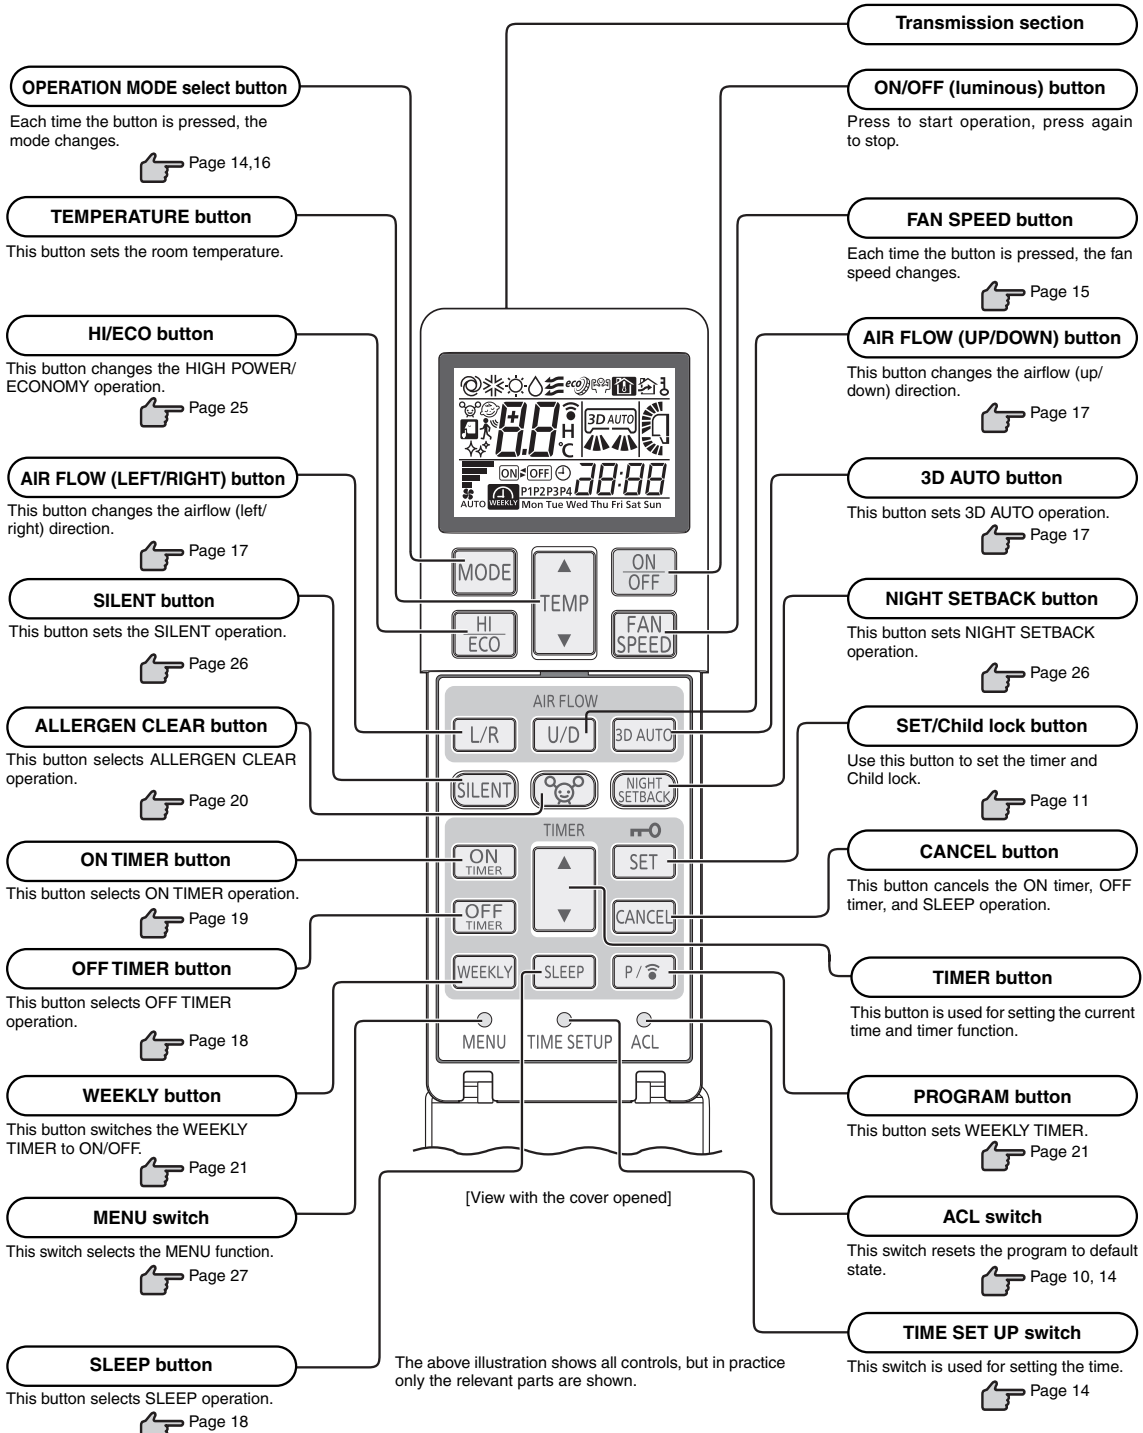 Transmission section
OPERATION MODE select button
Each time the button is pressed, the
mode changes.
Page 14,16
TEMPERATURE button
This button sets the room temperature.
HI/ECO button
This button changes the HIGH POWER/
ECONOMY operation.
Page 25
AIR FLOW (LEFT/RIGHT) button
This button changes the airflow (left/
right) direction.
Page 17
SILENT button
This button sets the SILENT operation.
Page 26
ALLERGEN CLEAR button
This button selects ALLERGEN CLEAR
operation.
Page 20
ON TIMER button
This button selects ON TIMER operation.
Page 19
OFF TIMER button
This button selects OFF TIMER
operation.
Page 18
WEEKLY button
This button switches the WEEKLY
TIMER to ON/OFF.
Page 21
MENU switch
This switch selects the MENU function.
Page 27
SLEEP button
This button selects SLEEP operation.
Page 18
eco
3D AUTO
+8.8
H
°C
ON OFF
88:88
P1P2P3P4
AUTO WEEKLY Mon Tue Wed Thu Fri Sat Sun
MODE
TEMP
ON
OFF
HI
ECO
FAN
SPEED
AIR FLOW
L/R U/D 3D AUTO
SILENT
NIGHT
SETBACK
TIMER
ON
TIMER
SET
OFF
TIMER
CANCEL
WEEKLY SLEEP P/
MENU TIME SETUP ACL
[View with the cover opened]
The above illustration shows all controls, but in practice
only the relevant parts are shown.
ON/OFF (luminous) button
Press to start operation, press again
to stop.
FAN SPEED button
Each time the button is pressed, the fan
speed changes.
Page 15
AIR FLOW (UP/DOWN) button
This button changes the airflow (up/
down) direction.
Page 17
3D AUTO button
This button sets 3D AUTO operation.
Page 17
NIGHT SETBACK button
This button sets NIGHT SETBACK
operation.
Page 26
SET/Child lock button
Use this button to set the timer and
Child lock.
Page 11
CANCEL button
This button cancels the ON timer, OFF
timer, and SLEEP operation.
TIMER button
This button is used for setting the current
time and timer function.
PROGRAM button
This button sets WEEKLY TIMER.
Page 21
ACL switch
This switch resets the program to default
state.
Page 10, 14
TIME SET UP switch
This switch is used for setting the time.
Page 14